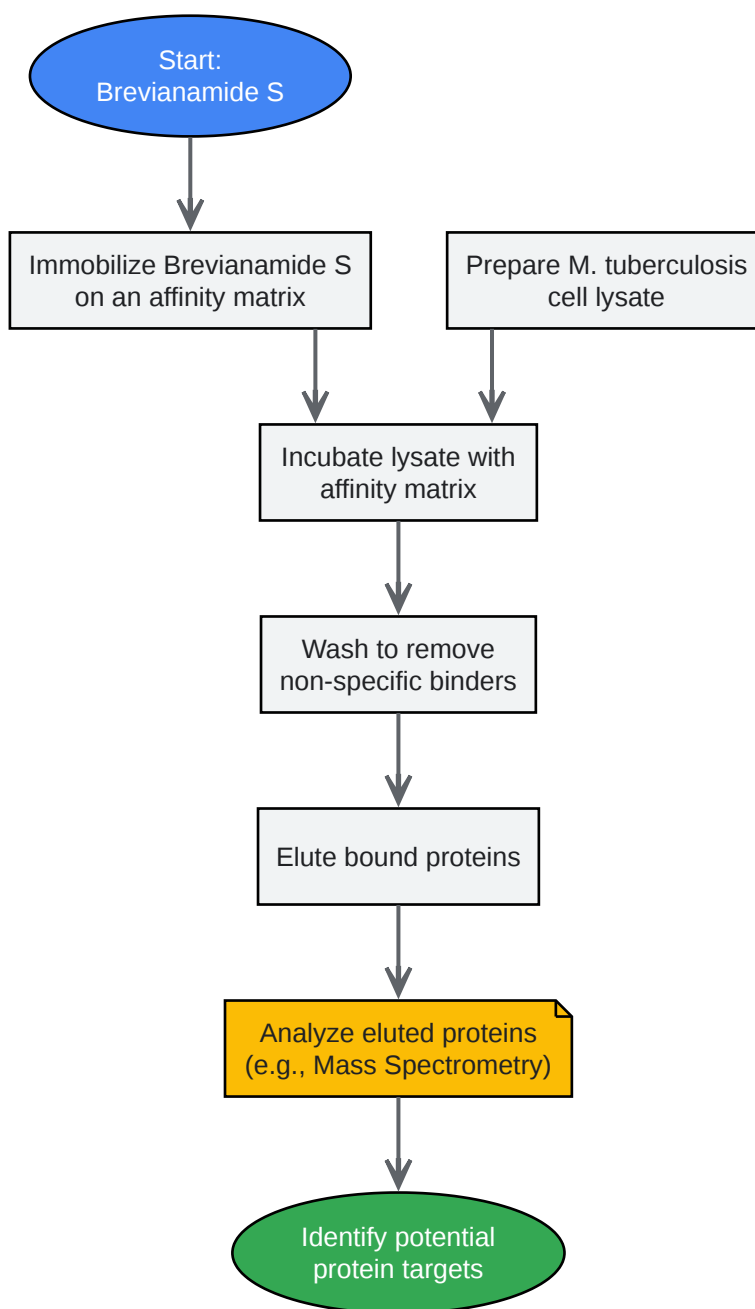 Start:
Brevianamide S
Immobilize Brevianamide S
on an affinity matrix
Prepare M. tuberculosis
cell lysate
Incubate lysate with
affinity matrix
Wash to remove
non-specific binders
Elute bound proteins
Analyze eluted proteins
(e.g., Mass Spectrometry)
Identify potential
protein targets